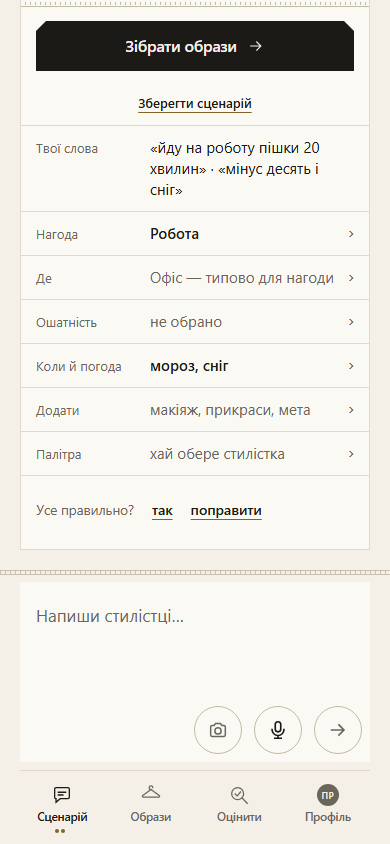 Зібрати образи →
Зберегти сценарій
Твої слова «йду на роботу пішки 20
хвилин» · «мінус десять і
сніг»
Нагода Робота
Де Офіс — типово для нагоди
Ошатність не обрано
Коли й погода мороз, сніг
Додати макіяж, прикраси, мета
Палітра хай обере стилістка
Усе правильно? так поправити
Напиши стилістці...
Сценарій Образи Оцінити ПР Профіль